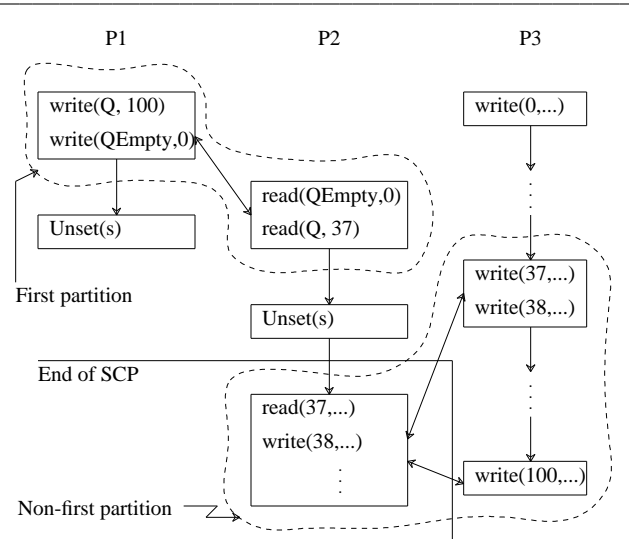 P1 P2 P3
write(Q, 100)
write(QEmpty,0)
write(0,...)
read(QEmpty,0)
read(Q, 37)
Unset(s)
write(37,...)
write(38,...)
First partition
Unset(s)
End of SCP
read(37,...)
write(38,...)
write(100,...)
Non-first partition